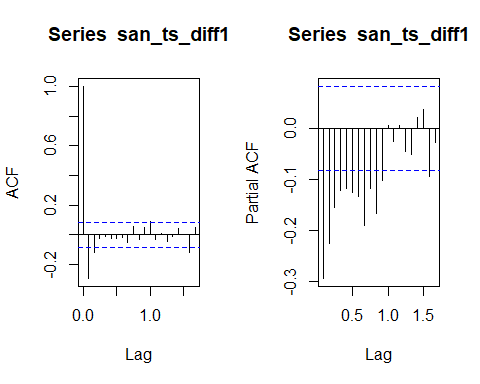 Series san_ts_diff1
ACF
1.0
0.6
0.2
-0.2
0.0
1.0
Lag
Series san_ts_diff1
Partial ACF
0.0
-0.1
-0.2
-0.3
0.5
1.0
1.5
Lag